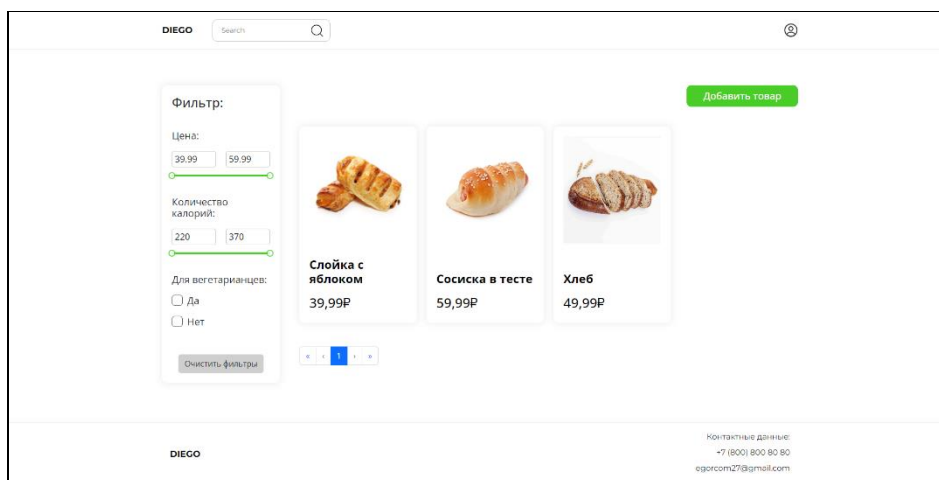 DIEGO
Search
Фильтр:
Цена:
39.99 59.99
Количество
калорий:
220 370
Для вегетарианцев:
Да
Нет
Очистить фильтры
Добавить товар
Слойка с
яблоком
39,99₽
Сосиска в тесте
59,99₽
Хлеб
49,99₽
« ‹ 1 › »
DIEGO
Контактные данные:
+7 (800) 800 80 80
egorcom27@gmail.com